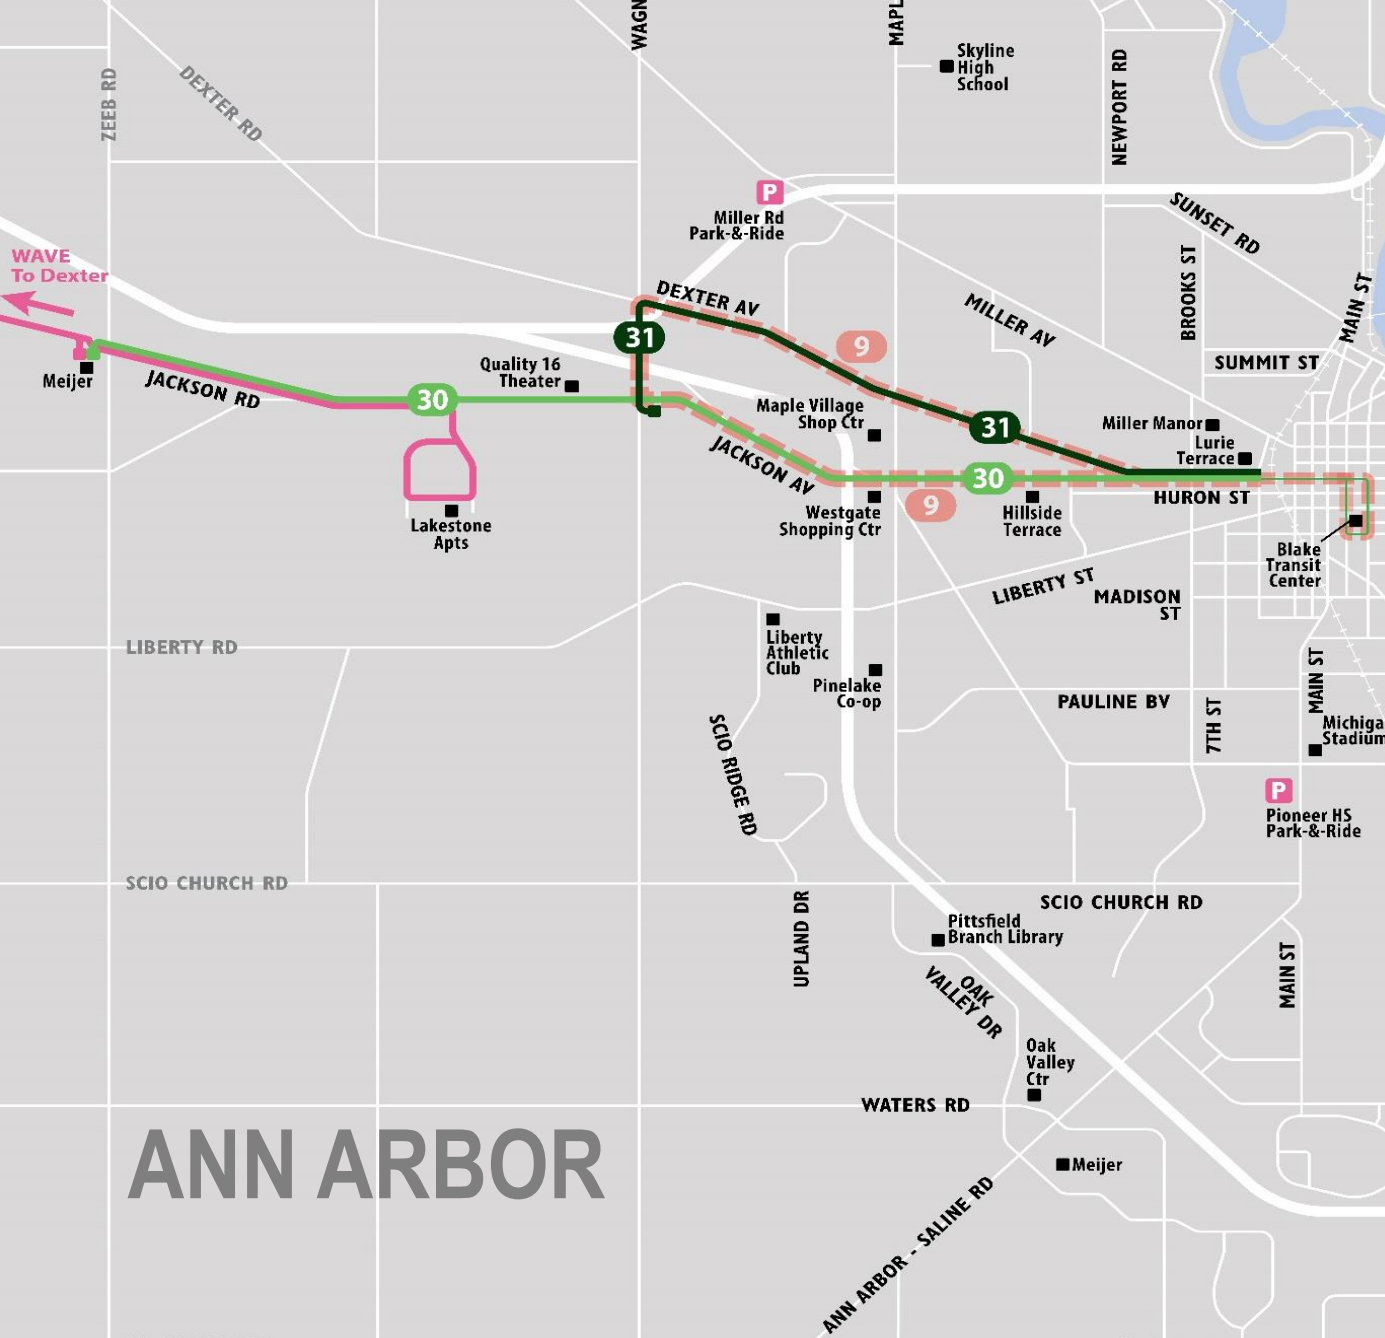 WAGN
MAPL
Skyline
High
School
ZEEB RD
DEXTER RD
NEWPORT RD
P
Miller Rd
Park-&-Ride
SUNSET RD
WAVE
To Dexter
BROOKS ST
MAIN ST
DEXTER AV
MILLER AV
31
9
SUMMIT ST
Quality 16
Theater
Meijer
JACKSON RD
30
Maple Village
Shop Ctr
31
Miller Manor
Lurie
Terrace
JACKSON AV
30
9
HURON ST
Westgate
Shopping Ctr
Hillside
Terrace
Lakestone
Apts
Blake
Transit
Center
LIBERTY ST
MADISON
ST
Liberty
Athletic
Club
LIBERTY RD
Pinelake
Co-op
PAULINE BV
7TH ST
MAIN ST
Michiga
Stadium
SCIO RIDGE RD
P
Pioneer HS
Park-&-Ride
SCIO CHURCH RD
SCIO CHURCH RD
UPLAND DR
Pittsfield
Branch Library
OAK
VALLEY DR
MAIN ST
Oak
Valley
Ctr
WATERS RD
ANN ARBOR
Meijer
ANN ARBOR - SALINE RD